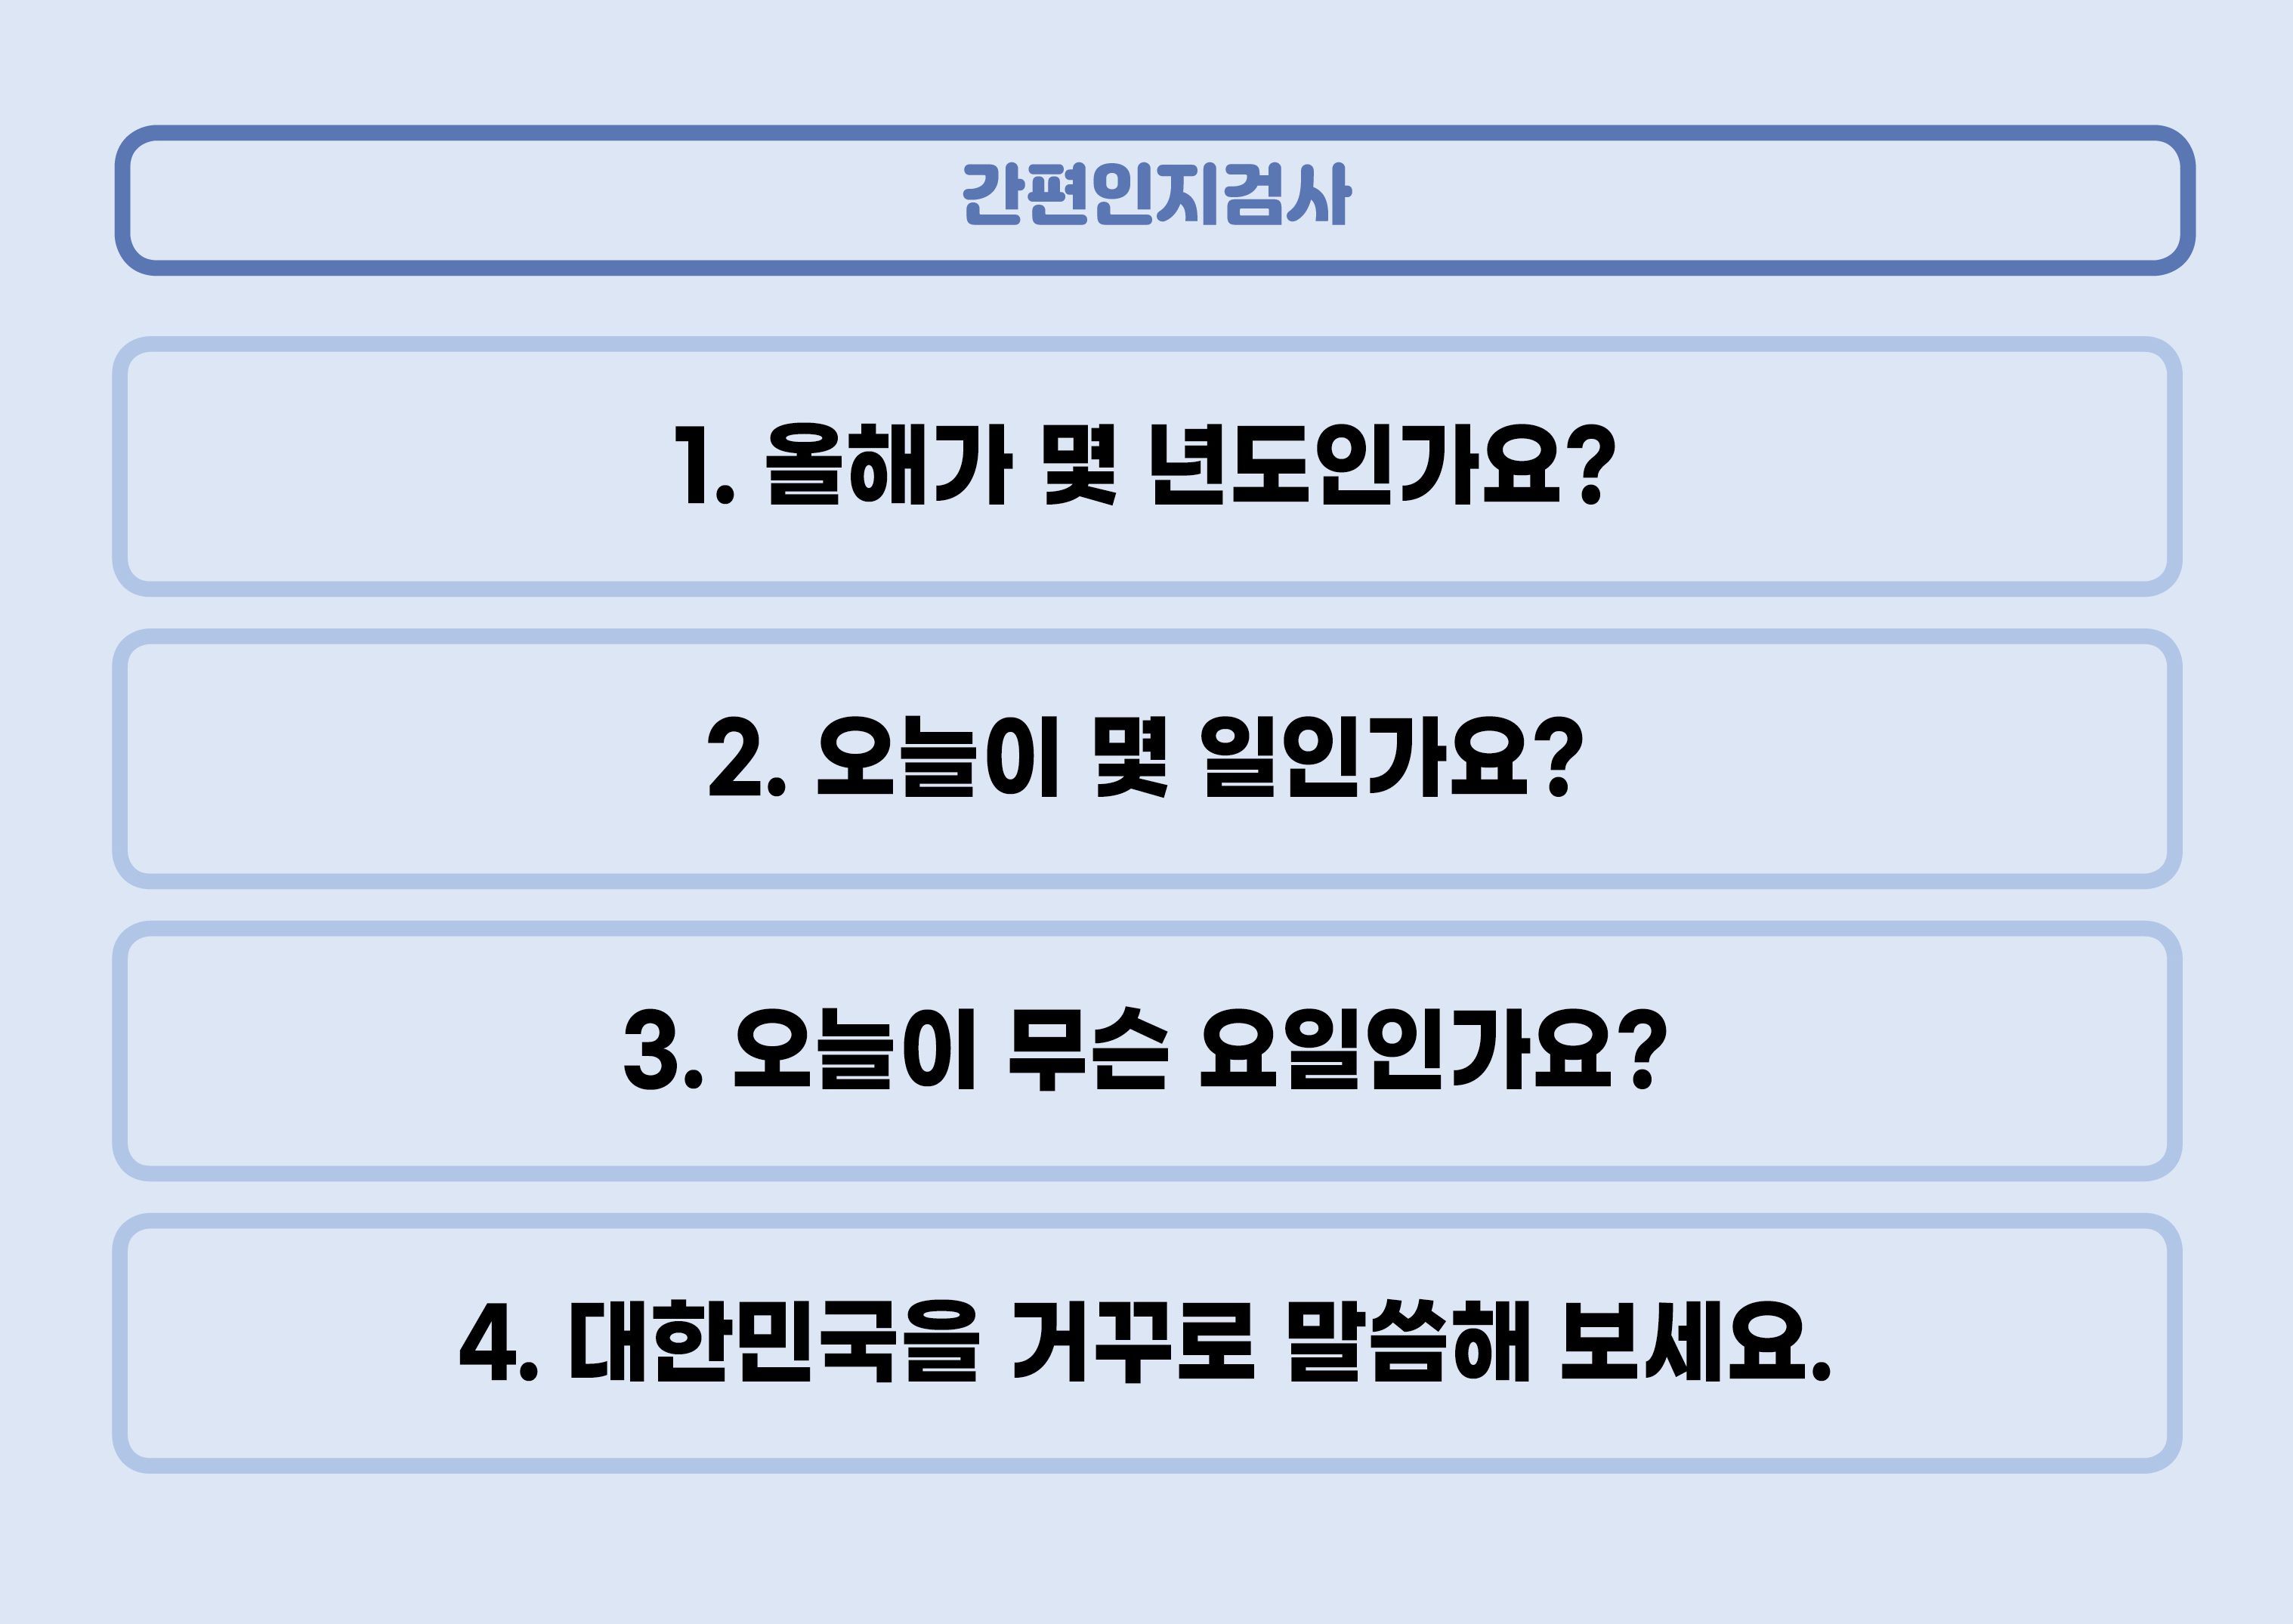 간편인지검사
1. 올해가 몇 년도인가요?
2. 오늘이 몇 일인가요?
3. 오늘이 무슨 요일인가요?
4. 대한민국을 거꾸로 말씀해 보세요.